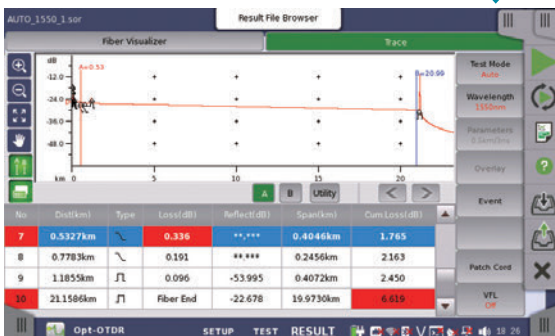 AUTO_1550_1.sor
Result File Browser
Fiber Visualizer
Trace
dB
A=0.53
B=20.99
-12.0
-24.0
-36.0
-48.0
km 0 5 10 15 20
A B Utility < >
Test Mode
Auto
Wavelength
1550nm
Parameters
Overlay
Event
Patch Cord
VFL
Off
No. Dist(km) Type Loss(dB) Reflect(dB) Span(km) Cum.Loss(dB)
7 0.5327km 0.336 **.*** 0.4046km 1.765
8 0.7783km 0.191 **.*** 0.2456km 2.163
9 1.1855km 0.096 -53.995 0.4072km 2.450
10 21.1586km Fiber End -22.678 19.9730km 6.619
Opt-OTDR SETUP TEST RESULT V 18 26